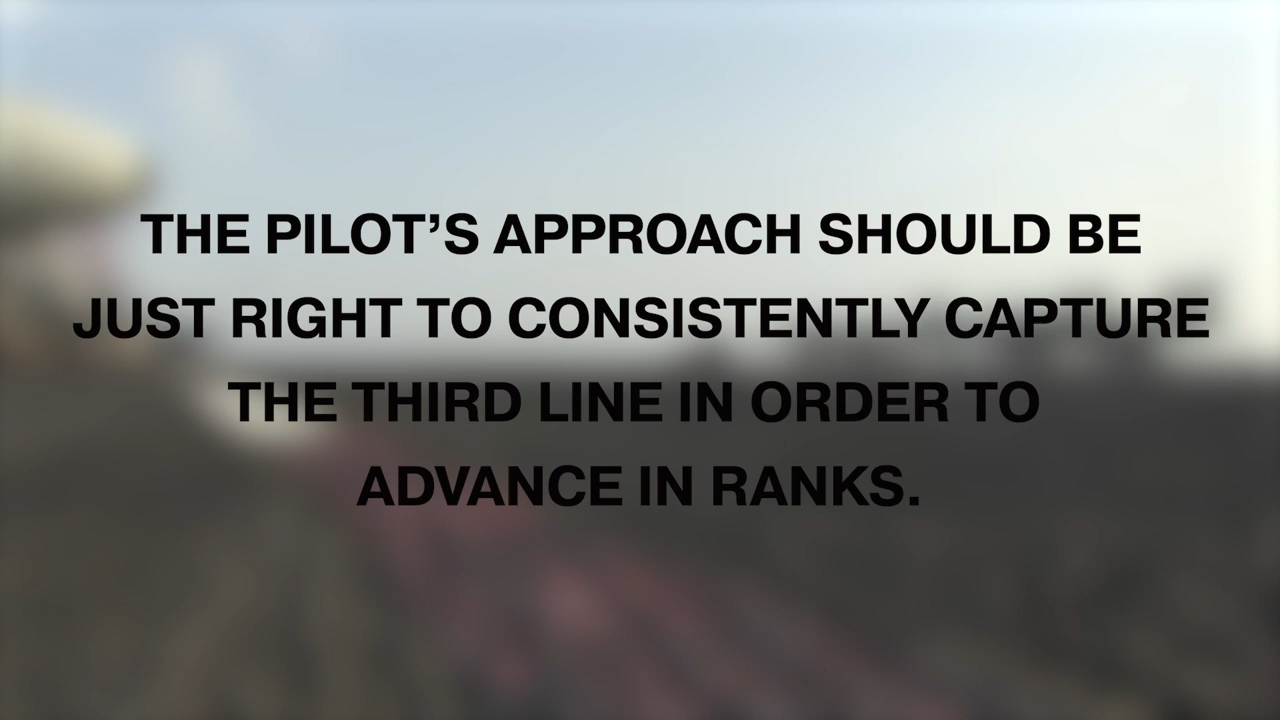 THE PILOT’S APPROACH SHOULD BE
JUST RIGHT TO CONSISTENTLY CAPTURE
THE THIRD LINE IN ORDER TO
ADVANCE IN RANKS.